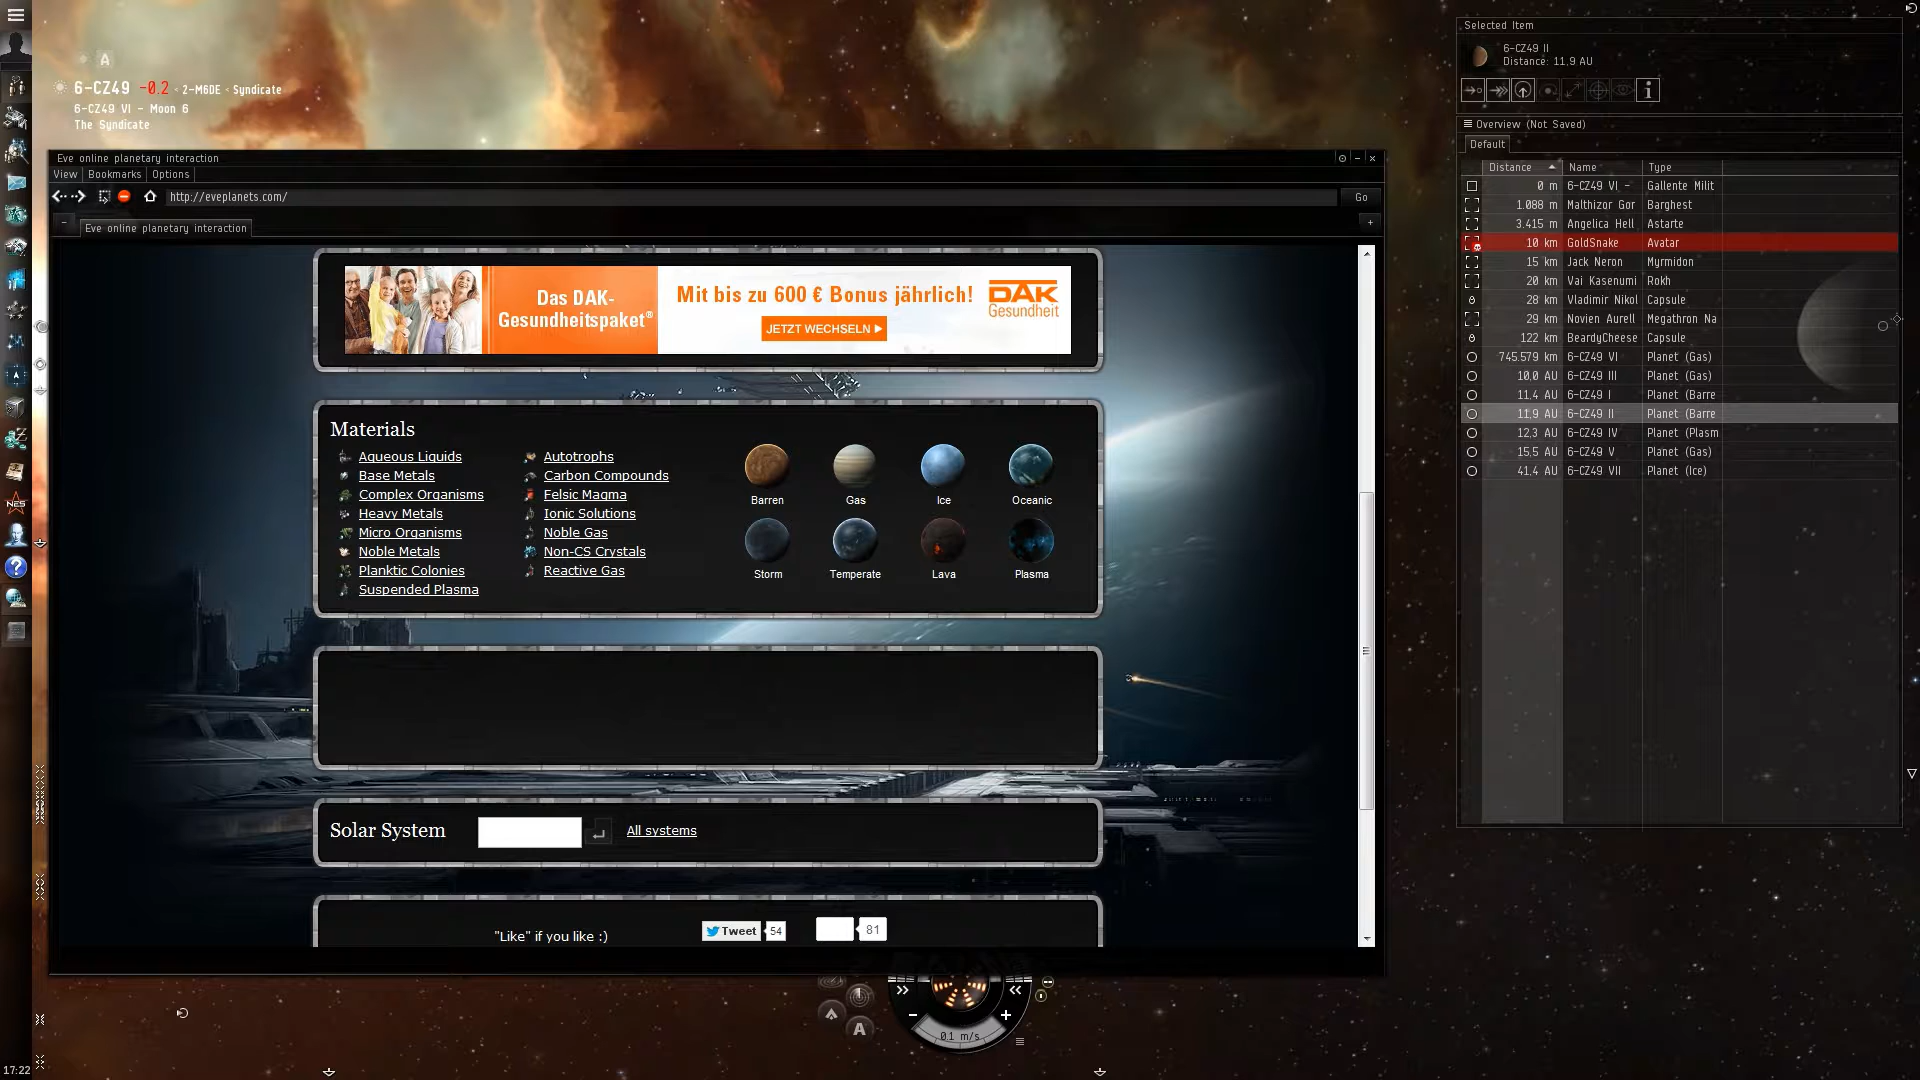 A
6-CZ49 -0.2 < 2-M6DE < Syndicate
6-CZ49 VI - Moon 6
The Syndicate
Eve online planetary interaction
View Bookmarks Options
http://eveplanets.com/
Go
Eve online planetary interaction
Das DAK-
Gesundheitspaket®
Mit bis zu 600 € Bonus jährlich!
JETZT WECHSELN
DAK
Gesundheit
Materials
Aqueous Liquids
Base Metals
Complex Organisms
Heavy Metals
Micro Organisms
Noble Metals
Planktic Colonies
Suspended Plasma
Autotrophs
Carbon Compounds
Felsic Magma
Ionic Solutions
Noble Gas
Non-CS Crystals
Reactive Gas
Barren Gas Ice Oceanic
Storm Temperate Lava Plasma
Solar System All systems
"Like" if you like :)
Tweet 54 81
A
0.1 m/s
NES
17:22
Selected Item
6-CZ49 II
Distance: 11,9 AU
Overview (Not Saved)
Default
Distance Name Type
0 m 6-CZ49 VI - Gallente Milit
1.088 m Malthizor Gor Barghest
3.415 m Angelica Hell Astarte
10 km GoldSnake Avatar
15 km Jack Neron Myrmidon
20 km Vai Kasenumi Rokh
28 km Vladimir Nikol Capsule
29 km Novien Aurell Megathron Na
122 km BeardyCheese Capsule
745.579 km 6-CZ49 VI Planet (Gas)
10,0 AU 6-CZ49 III Planet (Gas)
11,4 AU 6-CZ49 I Planet (Barre
11,9 AU 6-CZ49 II Planet (Barre
12,3 AU 6-CZ49 IV Planet (Plasm
15,5 AU 6-CZ49 V Planet (Gas)
41,4 AU 6-CZ49 VII Planet (Ice)